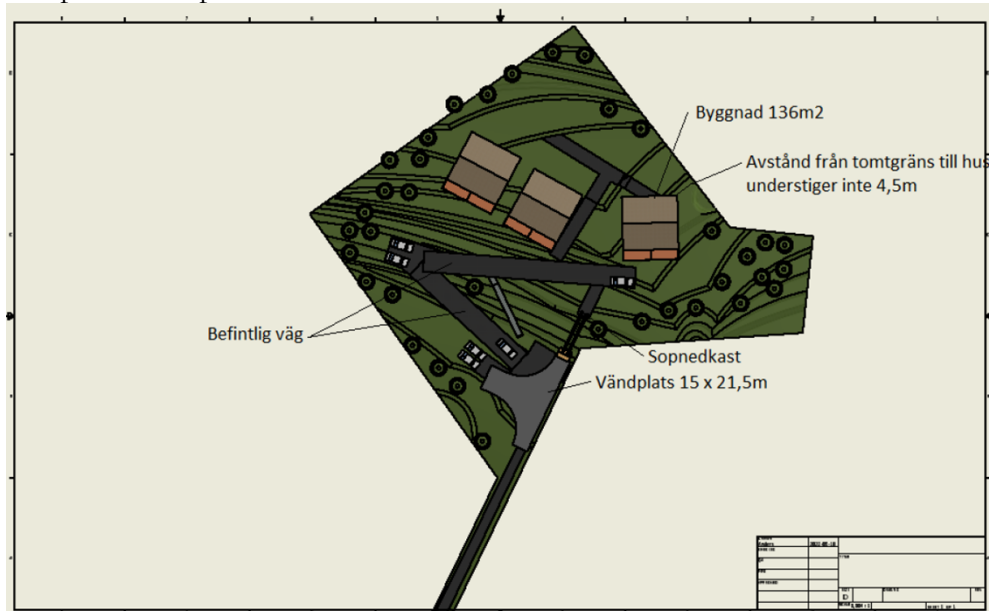 Byggnad 136m2
Avstånd från tomtgräns till hus
understiger inte 4,5m
Befintlig väg
Sopnedkast
Vändplats 15 x 21,5m